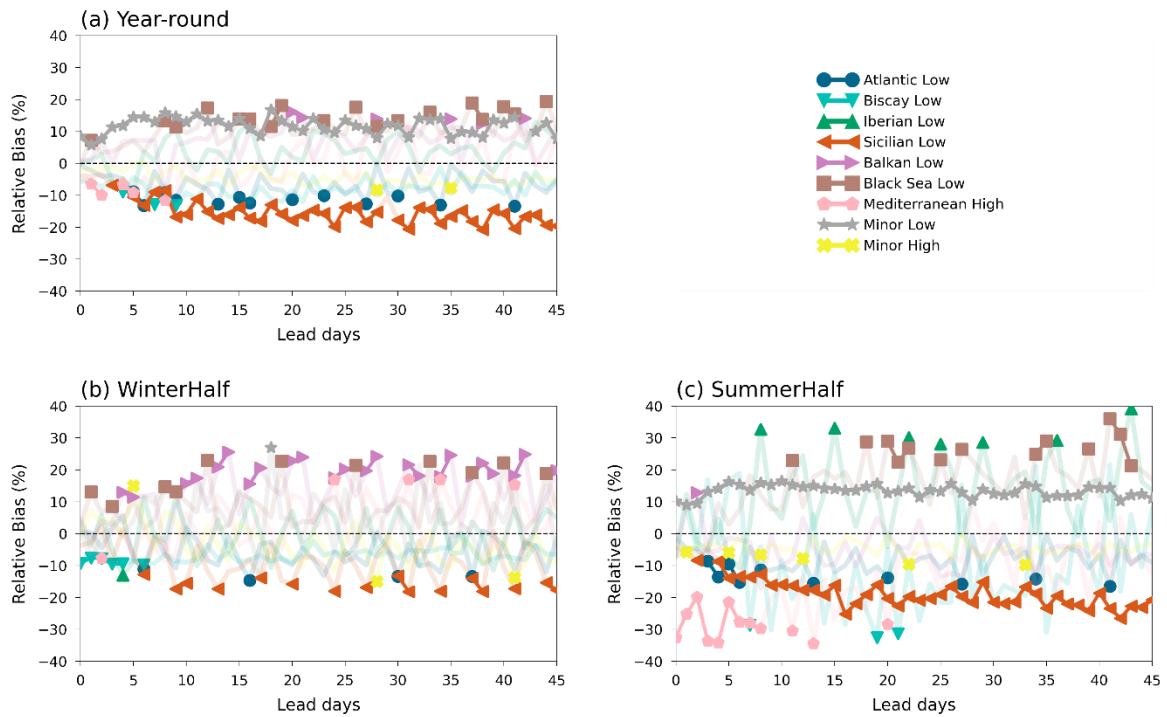 (a) Year-round
40
30
20
10
0
−10
−20
−30
−40
Relative Bias (%)
0 5 10 15 20 25 30 35 40 45
Lead days
Atlantic Low
Biscay Low
Iberian Low
Sicilian Low
Balkan Low
Black Sea Low
Mediterranean High
Minor Low
Minor High
(b) WinterHalf
40
30
20
10
0
−10
−20
−30
−40
Relative Bias (%)
0 5 10 15 20 25 30 35 40 45
Lead days
(c) SummerHalf
40
30
20
10
0
−10
−20
−30
−40
Relative Bias (%)
0 5 10 15 20 25 30 35 40 45
Lead days